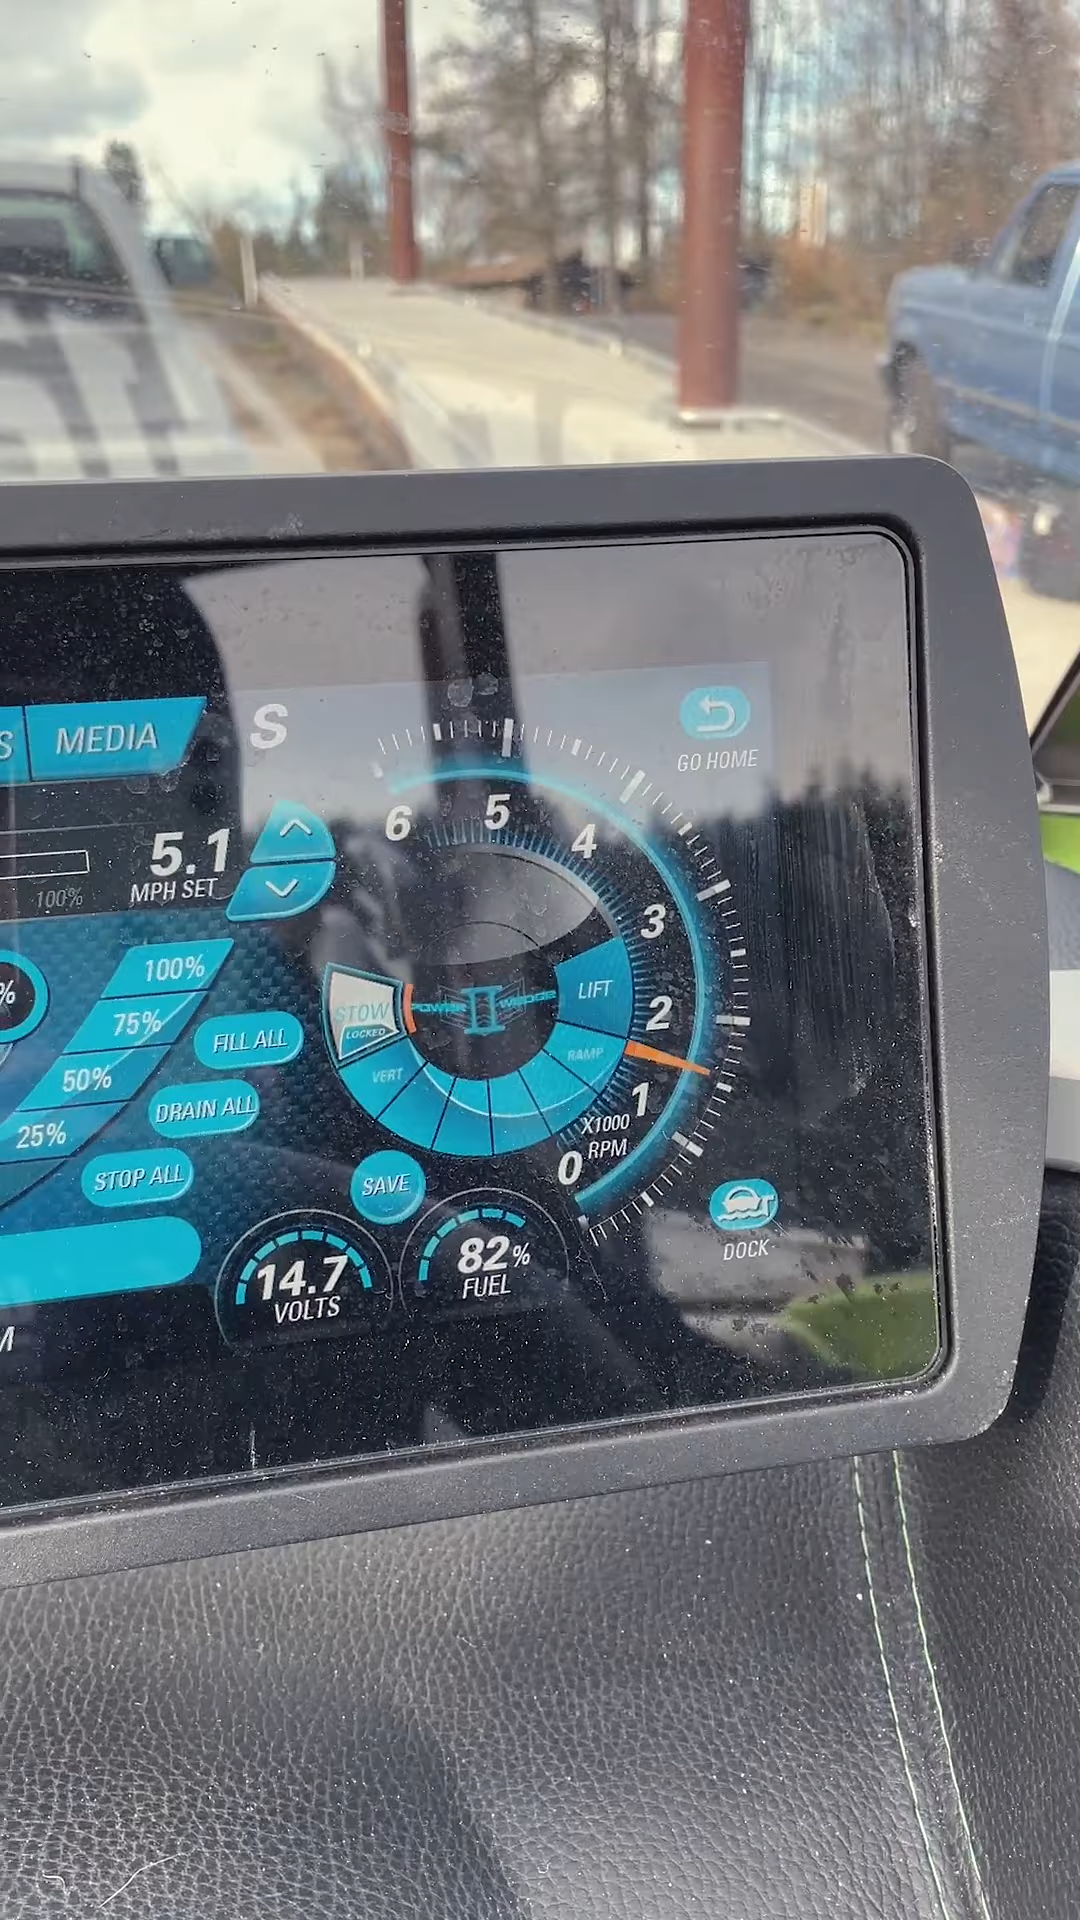 S
MEDIA
S
GO HOME
5.1
MPH SET
100%
6
5
4
3
2
1
0
X1000
RPM
%
100%
75%
50%
25%
FILL ALL
DRAIN ALL
STOP ALL
STOW
LOCKED
VERT
POWER II WEDGE
LIFT
RAMP
SAVE
14.7
VOLTS
82%
FUEL
DOCK
M